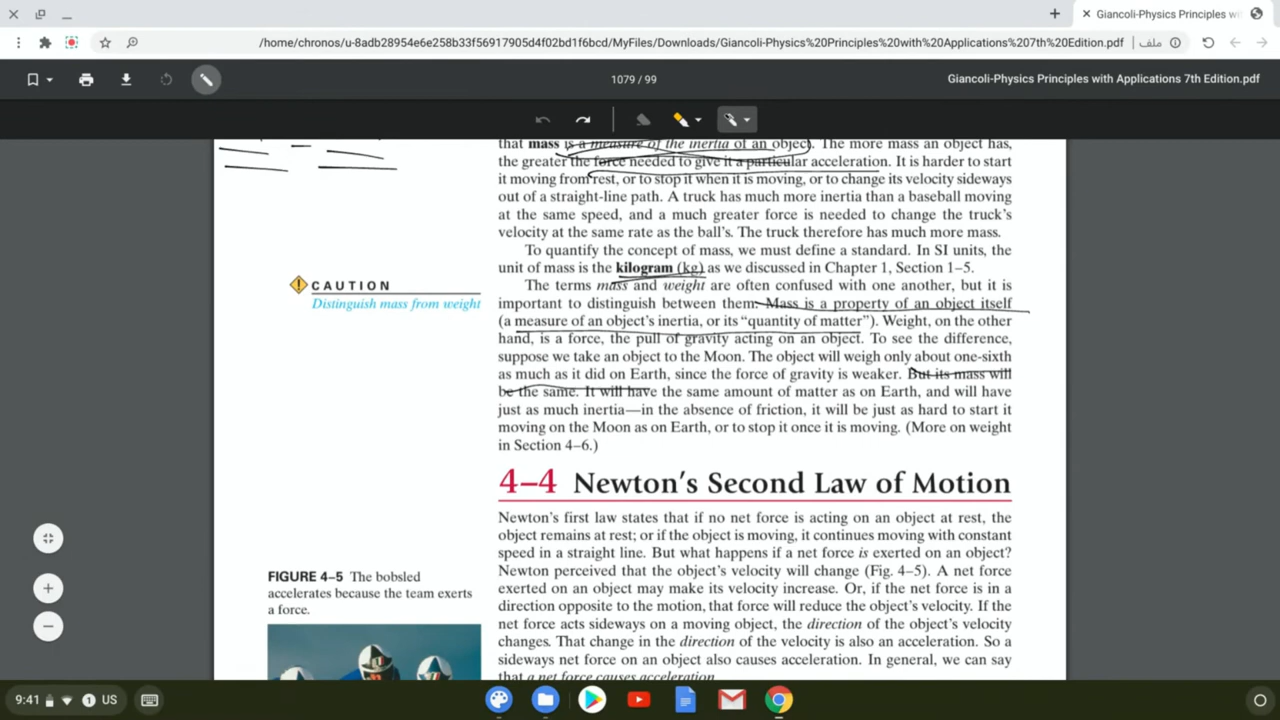 Giancoli-Physics Principles wi
/home/chronos/u-8adb28954e6e258b33f56917905d4f02bd1f6bcd/MyFiles/Downloads/Giancoli-Physics%20Principles%20with%20Applications%207th%20Edition.pdf
ملف
1079 / 99
Giancoli-Physics Principles with Applications 7th Edition.pdf
that mass is a measure of the inertia of an object. The more mass an object has,
the greater the force needed to give it a particular acceleration. It is harder to start
it moving from rest, or to stop it when it is moving, or to change its velocity sideways
out of a straight-line path. A truck has much more inertia than a baseball moving
at the same speed, and a much greater force is needed to change the truck's
velocity at the same rate as the ball's. The truck therefore has much more mass.
To quantify the concept of mass, we must define a standard. In SI units, the
unit of mass is the kilogram (kg) as we discussed in Chapter 1, Section 1–5.
CAUTION
Distinguish mass from weight
The terms mass and weight are often confused with one another, but it is
important to distinguish between them. Mass is a property of an object itself
(a measure of an object's inertia, or its “quantity of matter”). Weight, on the other
hand, is a force, the pull of gravity acting on an object. To see the difference,
suppose we take an object to the Moon. The object will weigh only about one-sixth
as much as it did on Earth, since the force of gravity is weaker. But its mass will
be the same. It will have the same amount of matter as on Earth, and will have
just as much inertia—in the absence of friction, it will be just as hard to start it
moving on the Moon as on Earth, or to stop it once it is moving. (More on weight
in Section 4–6.)
4–4 Newton's Second Law of Motion
Newton's first law states that if no net force is acting on an object at rest, the
object remains at rest; or if the object is moving, it continues moving with constant
speed in a straight line. But what happens if a net force is exerted on an object?
Newton perceived that the object's velocity will change (Fig. 4–5). A net force
exerted on an object may make its velocity increase. Or, if the net force is in a
direction opposite to the motion, that force will reduce the object's velocity. If the
net force acts sideways on a moving object, the direction of the object's velocity
changes. That change in the direction of the velocity is also an acceleration. So a
sideways net force on an object also causes acceleration. In general, we can say
that a net force causes acceleration
FIGURE 4–5 The bobsled
accelerates because the team exerts
a force.
9:41
1
US